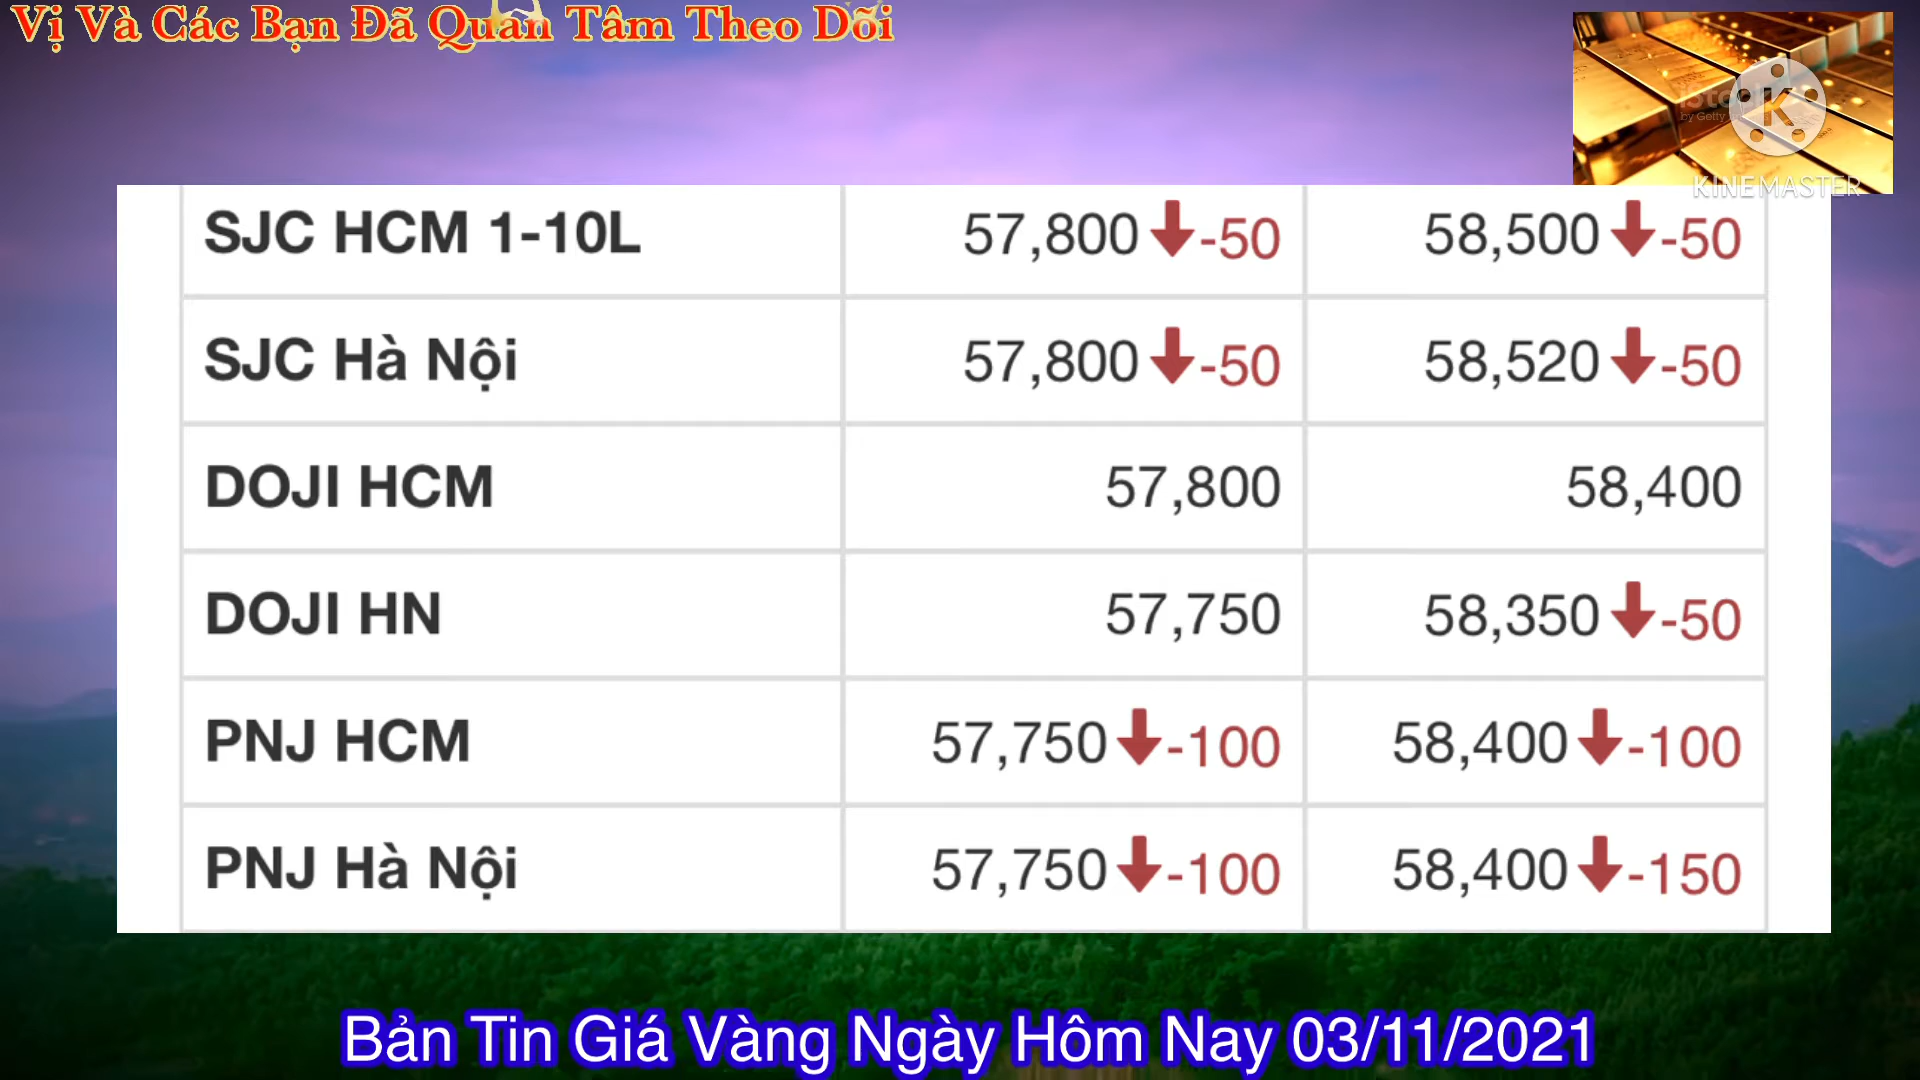 Vị Và Các Bạn Đã Quan Tâm Theo Dõi
by Getty
KINEMASTER
SJC HCM 1-10L 57,800 -50 58,500 -50
SJC Hà Nội 57,800 -50 58,520 -50
DOJI HCM 57,800 58,400
DOJI HN 57,750 58,350 -50
PNJ HCM 57,750 -100 58,400 -100
PNJ Hà Nội 57,750 -100 58,400 -150
Bản Tin Giá Vàng Ngày Hôm Nay 03/11/2021